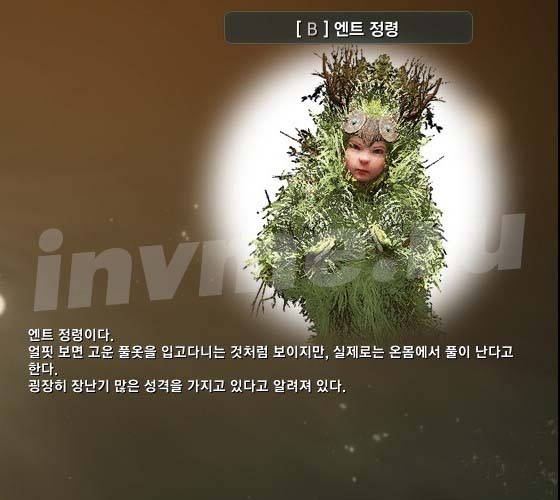 [ B ] 엔트 정령
엔트 정령이다.
얼핏 보면 고운 풀옷을 입고다니는 것처럼 보이지만, 실제로는 온몸에서 풀이 난다고
한다.
굉장히 장난기 많은 성격을 가지고 있다고 알려져 있다.